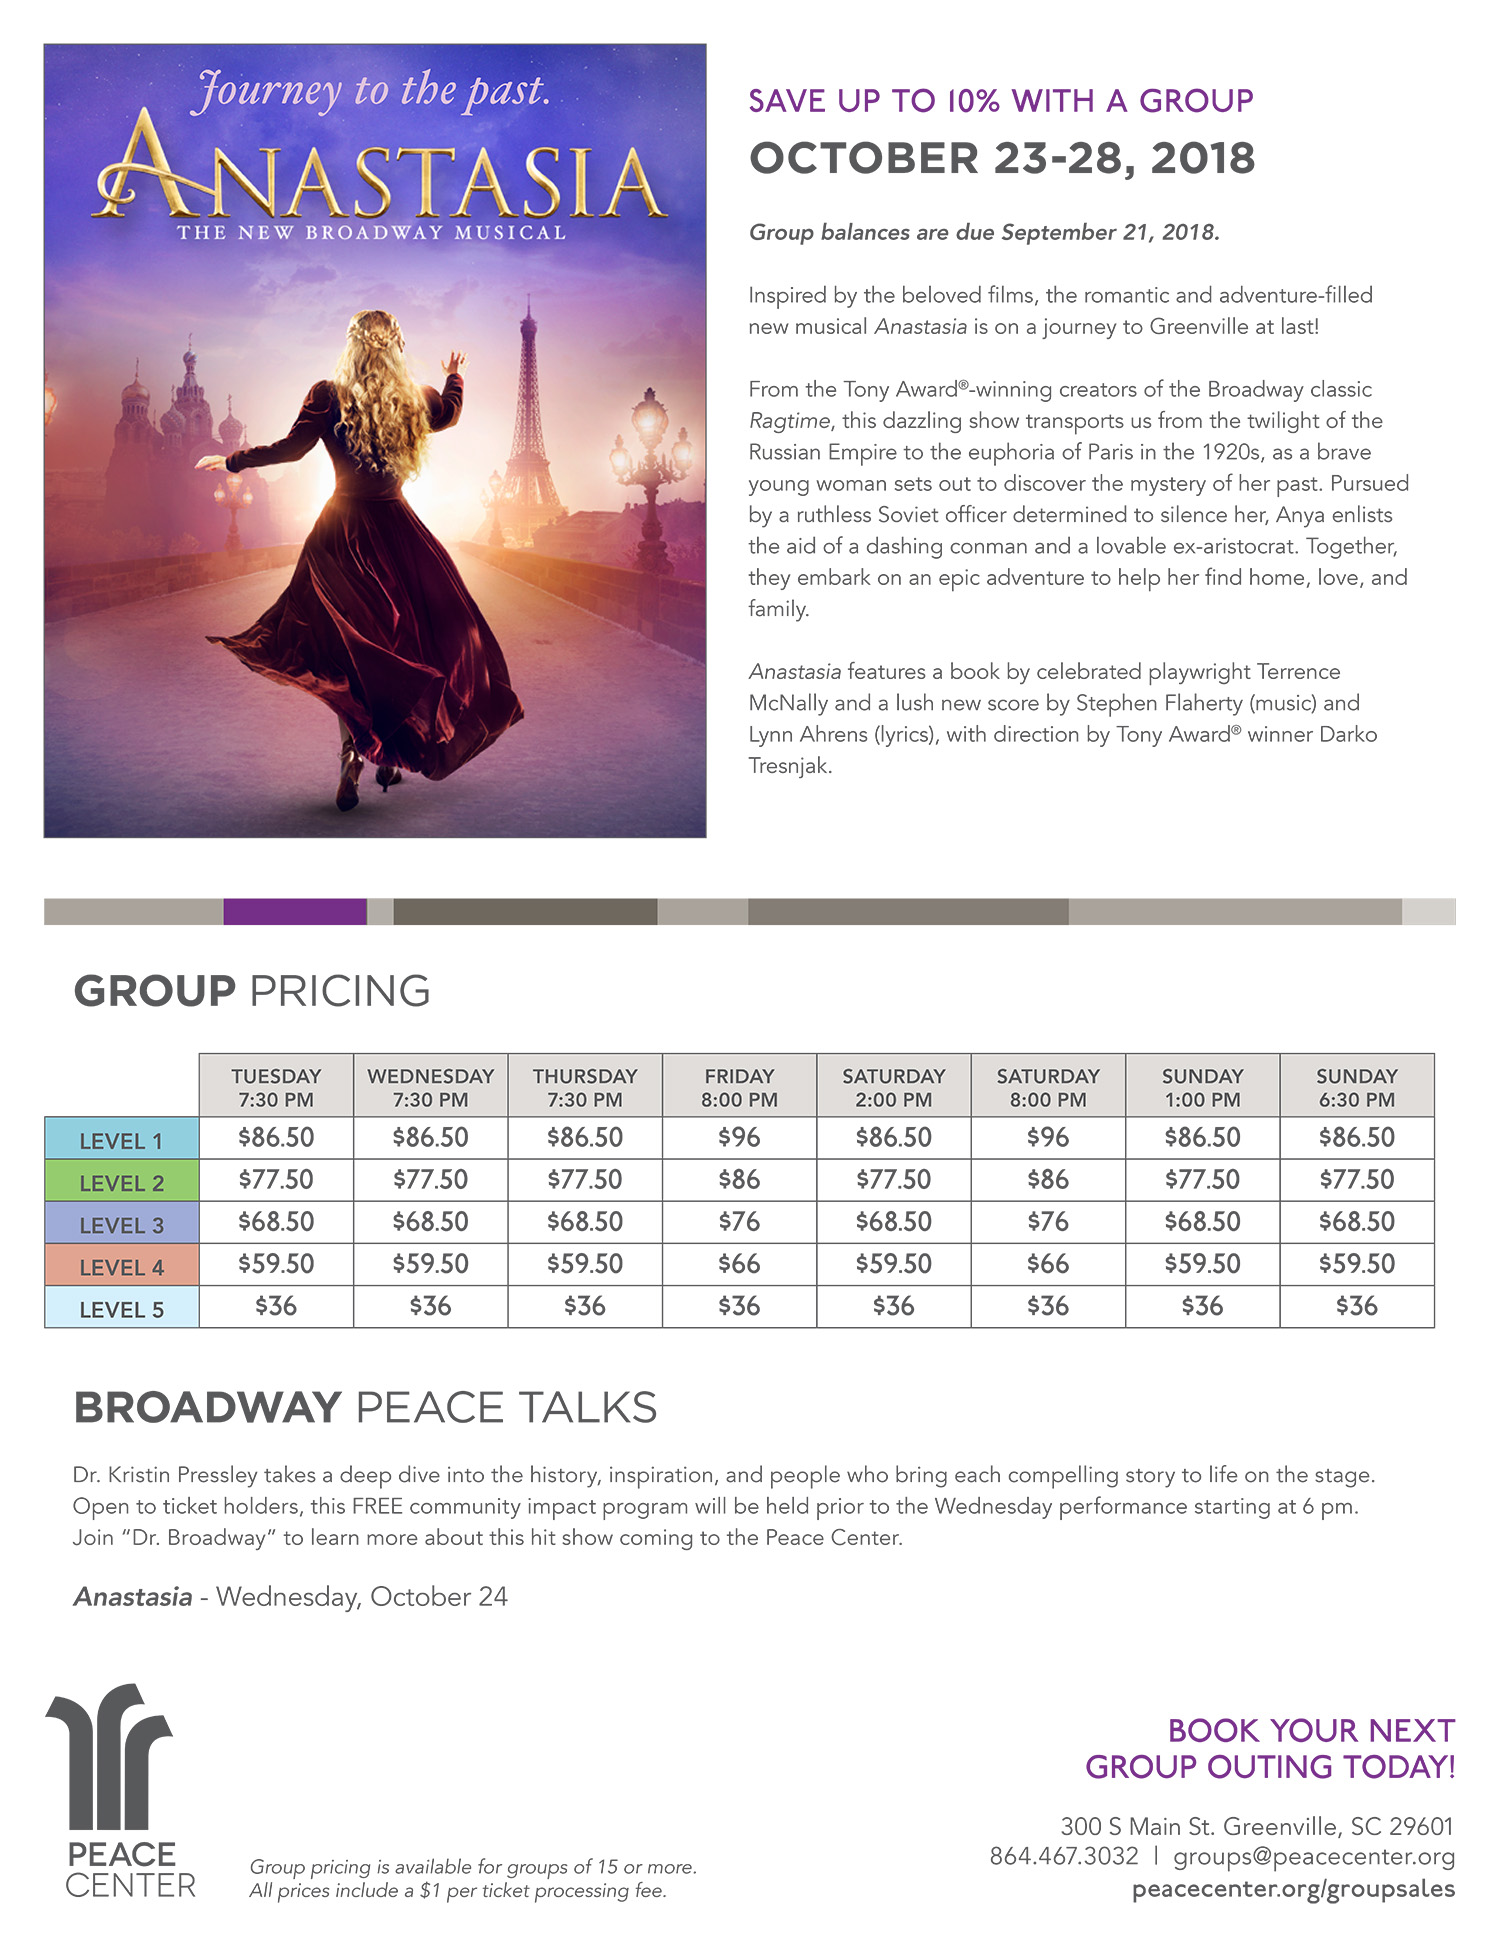 Journey to the past.
ANASTASIA
THE NEW BROADWAY MUSICAL
SAVE UP TO 10% WITH A GROUP
OCTOBER 23-28, 2018
Group balances are due September 21, 2018.
Inspired by the beloved films, the romantic and adventure-filled
new musical Anastasia is on a journey to Greenville at last!
From the Tony Award®-winning creators of the Broadway classic
Ragtime, this dazzling show transports us from the twilight of the
Russian Empire to the euphoria of Paris in the 1920s, as a brave
young woman sets out to discover the mystery of her past. Pursued
by a ruthless Soviet officer determined to silence her, Anya enlists
the aid of a dashing conman and a lovable ex-aristocrat. Together,
they embark on an epic adventure to help her find home, love, and
family.
Anastasia features a book by celebrated playwright Terrence
McNally and a lush new score by Stephen Flaherty (music) and
Lynn Ahrens (lyrics), with direction by Tony Award® winner Darko
Tresnjak.
GROUP PRICING
TUESDAY WEDNESDAY THURSDAY FRIDAY SATURDAY SATURDAY SUNDAY SUNDAY
7:30 PM 7:30 PM 7:30 PM 8:00 PM 2:00 PM 8:00 PM 1:00 PM 6:30 PM
LEVEL 1 $86.50 $86.50 $86.50 $96 $86.50 $96 $86.50 $86.50
LEVEL 2 $77.50 $77.50 $77.50 $86 $77.50 $86 $77.50 $77.50
LEVEL 3 $68.50 $68.50 $68.50 $76 $68.50 $76 $68.50 $68.50
LEVEL 4 $59.50 $59.50 $59.50 $66 $59.50 $66 $59.50 $59.50
LEVEL 5 $36 $36 $36 $36 $36 $36 $36 $36
BROADWAY PEACE TALKS
Dr. Kristin Pressley takes a deep dive into the history, inspiration, and people who bring each compelling story to life on the stage.
Open to ticket holders, this FREE community impact program will be held prior to the Wednesday performance starting at 6 pm.
Join “Dr. Broadway” to learn more about this hit show coming to the Peace Center.
Anastasia - Wednesday, October 24
PEACE
CENTER
Group pricing is available for groups of 15 or more.
All prices include a $1 per ticket processing fee.
BOOK YOUR NEXT
GROUP OUTING TODAY!
300 S Main St. Greenville, SC 29601
864.467.3032 | groups@peacecenter.org
peacecenter.org/groupsales